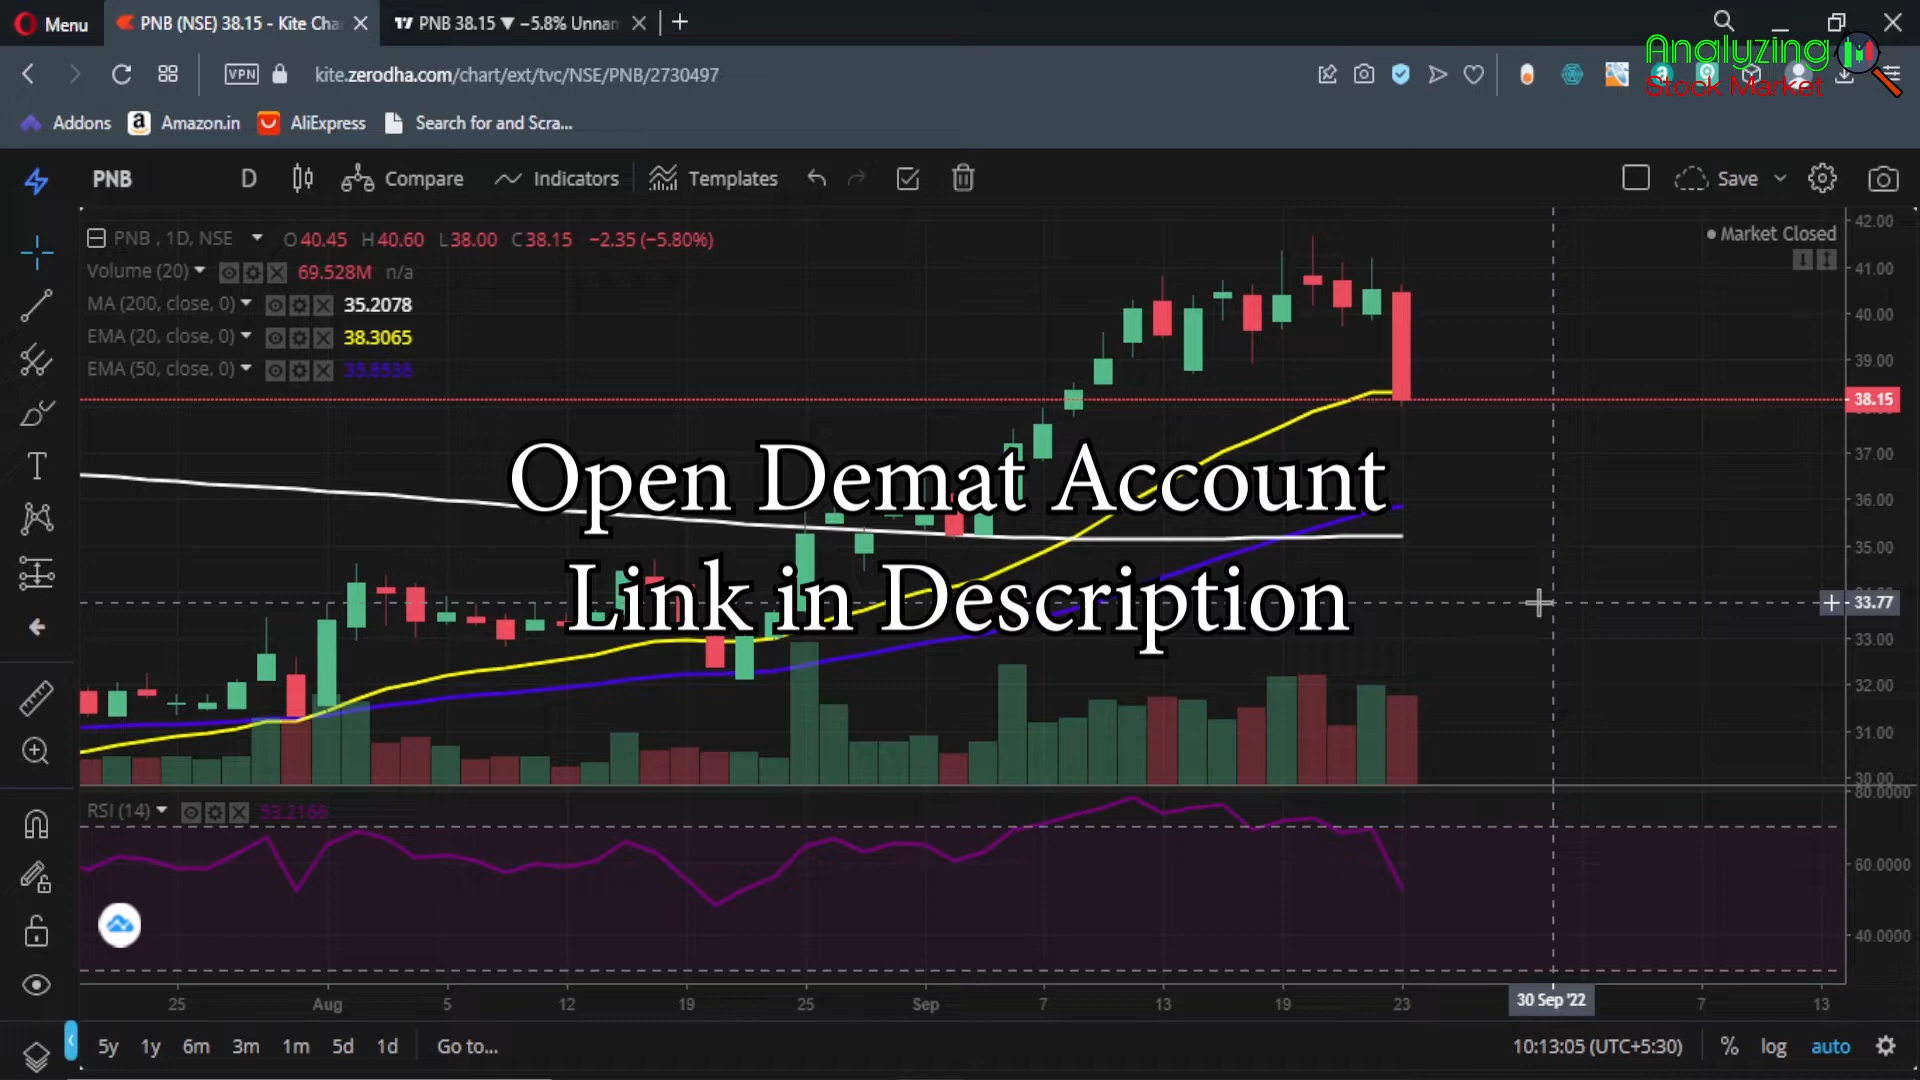 Menu
PNB (NSE) 38.15 - Kite Cha
PNB 38.15 ▼ −5.8% Unnan
Analyzing
Stock Market
VPN
kite.zerodha.com/chart/ext/tvc/NSE/PNB/2730497
Addons
Amazon.in
AliExpress
Search for and Scra...
PNB
D
Compare
Indicators
Templates
Save
PNB , 1D, NSE
O40.45 H40.60 L38.00 C38.15 −2.35 (−5.80%)
Market Closed
Volume (20)
69.528M n/a
MA (200, close, 0)
35.2078
EMA (20, close, 0)
38.3065
EMA (50, close, 0)
42.00
41.00
40.00
39.00
38.15
37.00
36.00
35.00
33.77
33.00
32.00
31.00
30.00
Open Demat Account
Link in Description
RSI (14)
53.2166
80.0000
60.0000
40.0000
25
Aug
5
12
19
25
Sep
7
13
19
23
30 Sep '22
7
13
5y 1y 6m 3m 1m 5d 1d
Go to...
10:13:05 (UTC+5:30)
% log auto